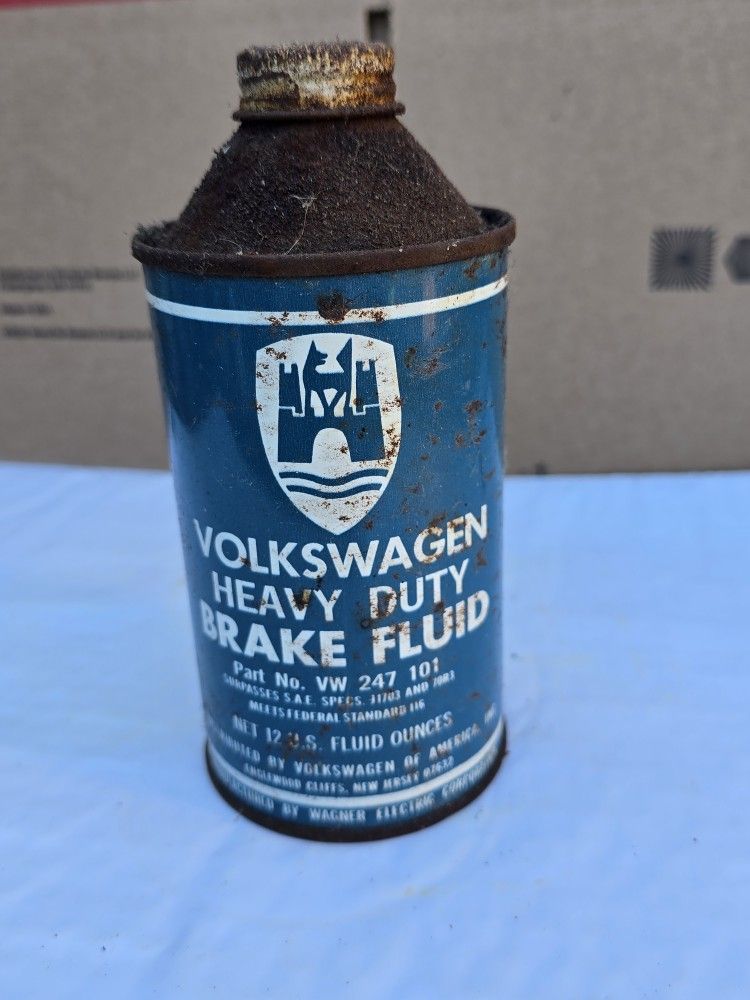 VOLKSWAGEN
HEAVY DUTY
BRAKE FLUID
Part No. VW 247 101
SURPASSES S.A.E. SPECS. J1703 AND 70R3
MEETS FEDERAL STANDARD 116
NET 12 U.S. FLUID OUNCES
BY VOLKSWAGEN OF AMERICA, INC.
ENGLEWOOD CLIFFS, NEW JERSEY 07632
BY WAGNER ELECTRIC